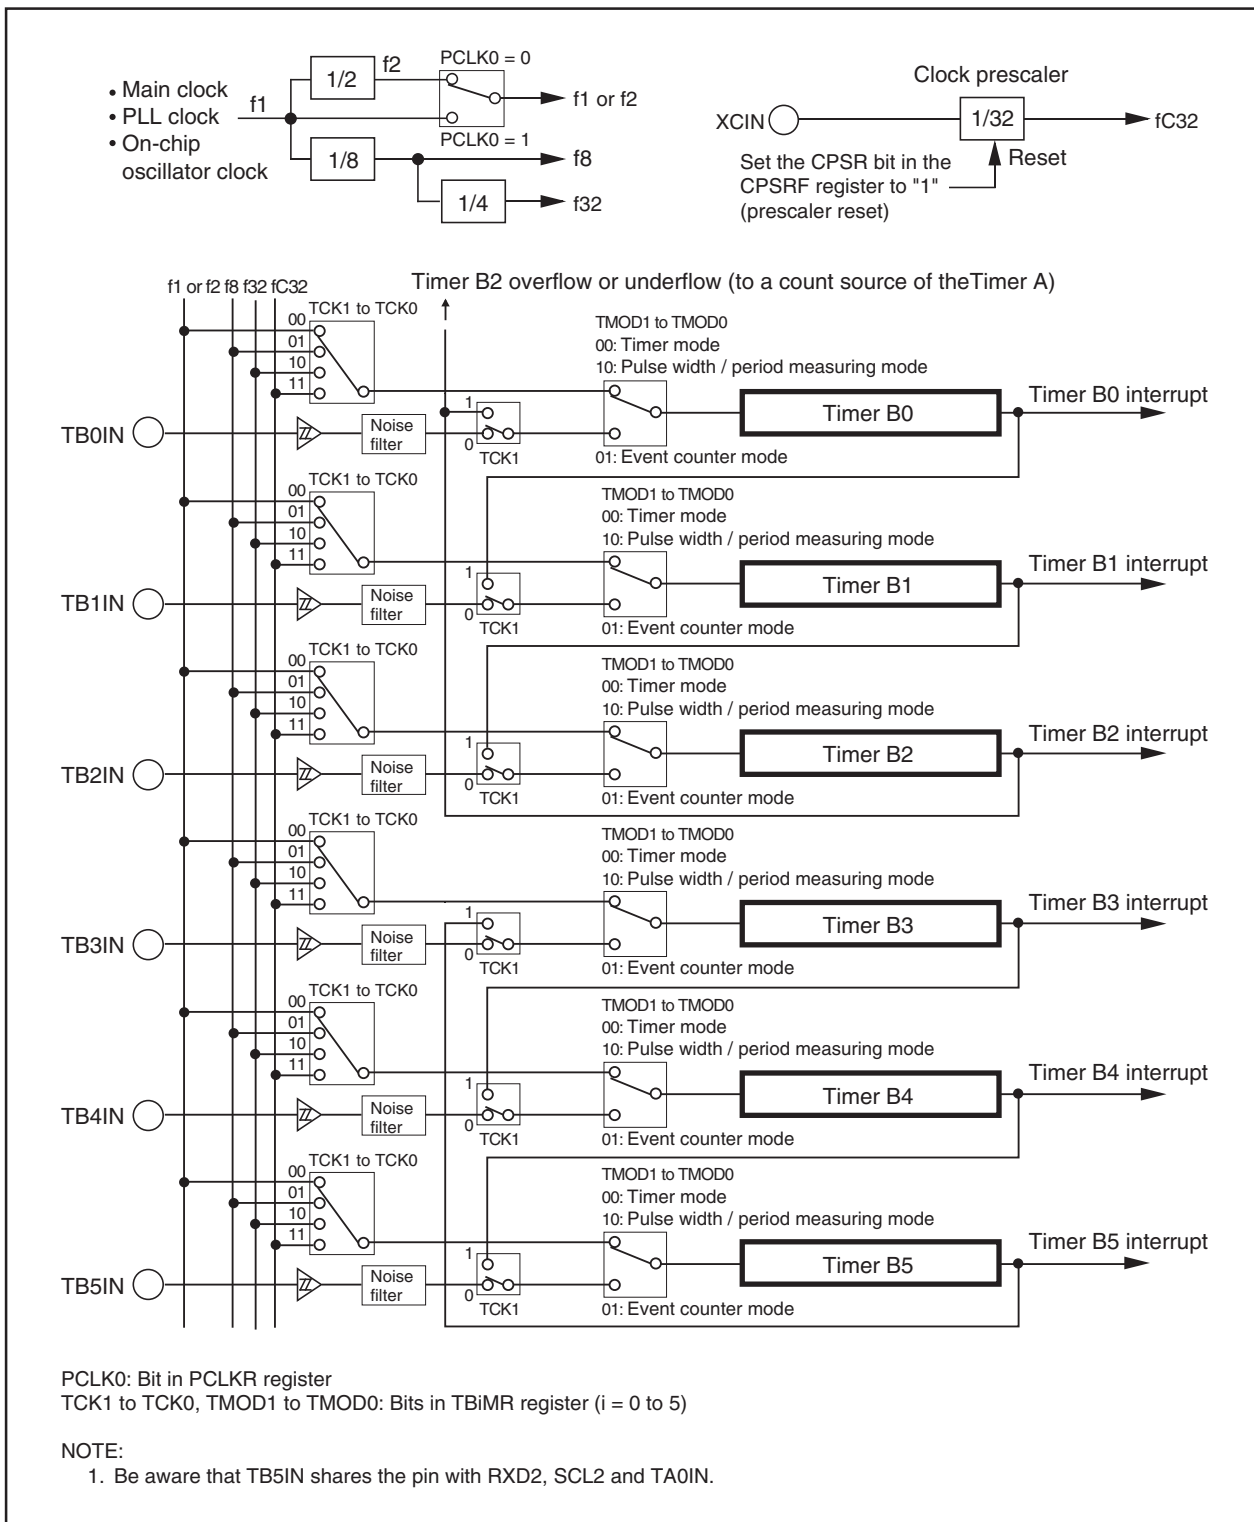 • Main clock
• PLL clock
• On-chip
oscillator clock
f1
1/2
f2
PCLK0 = 0
PCLK0 = 1
f1 or f2
1/8
f8
1/4
f32
Clock prescaler
XCIN
1/32
fC32
Reset
Set the CPSR bit in the
CPSRF register to "1"
(prescaler reset)
f1 or f2 f8 f32 fC32
Timer B2 overflow or underflow (to a count source of theTimer A)
TCK1 to TCK0
00
01
10
11
TMOD1 to TMOD0
00: Timer mode
10: Pulse width / period measuring mode
TB0IN
Noise
filter
1
0
TCK1
01: Event counter mode
Timer B0
Timer B0 interrupt
TCK1 to TCK0
00
01
10
11
TMOD1 to TMOD0
00: Timer mode
10: Pulse width / period measuring mode
TB1IN
Noise
filter
1
0
TCK1
01: Event counter mode
Timer B1
Timer B1 interrupt
TCK1 to TCK0
00
01
10
11
TMOD1 to TMOD0
00: Timer mode
10: Pulse width / period measuring mode
TB2IN
Noise
filter
1
0
TCK1
01: Event counter mode
Timer B2
Timer B2 interrupt
TCK1 to TCK0
00
01
10
11
TMOD1 to TMOD0
00: Timer mode
10: Pulse width / period measuring mode
TB3IN
Noise
filter
1
0
TCK1
01: Event counter mode
Timer B3
Timer B3 interrupt
TCK1 to TCK0
00
01
10
11
TMOD1 to TMOD0
00: Timer mode
10: Pulse width / period measuring mode
TB4IN
Noise
filter
1
0
TCK1
01: Event counter mode
Timer B4
Timer B4 interrupt
TCK1 to TCK0
00
01
10
11
TMOD1 to TMOD0
00: Timer mode
10: Pulse width / period measuring mode
TB5IN
Noise
filter
1
0
TCK1
01: Event counter mode
Timer B5
Timer B5 interrupt
PCLK0: Bit in PCLKR register
TCK1 to TCK0, TMOD1 to TMOD0: Bits in TBiMR register (i = 0 to 5)
NOTE:
1. Be aware that TB5IN shares the pin with RXD2, SCL2 and TA0IN.